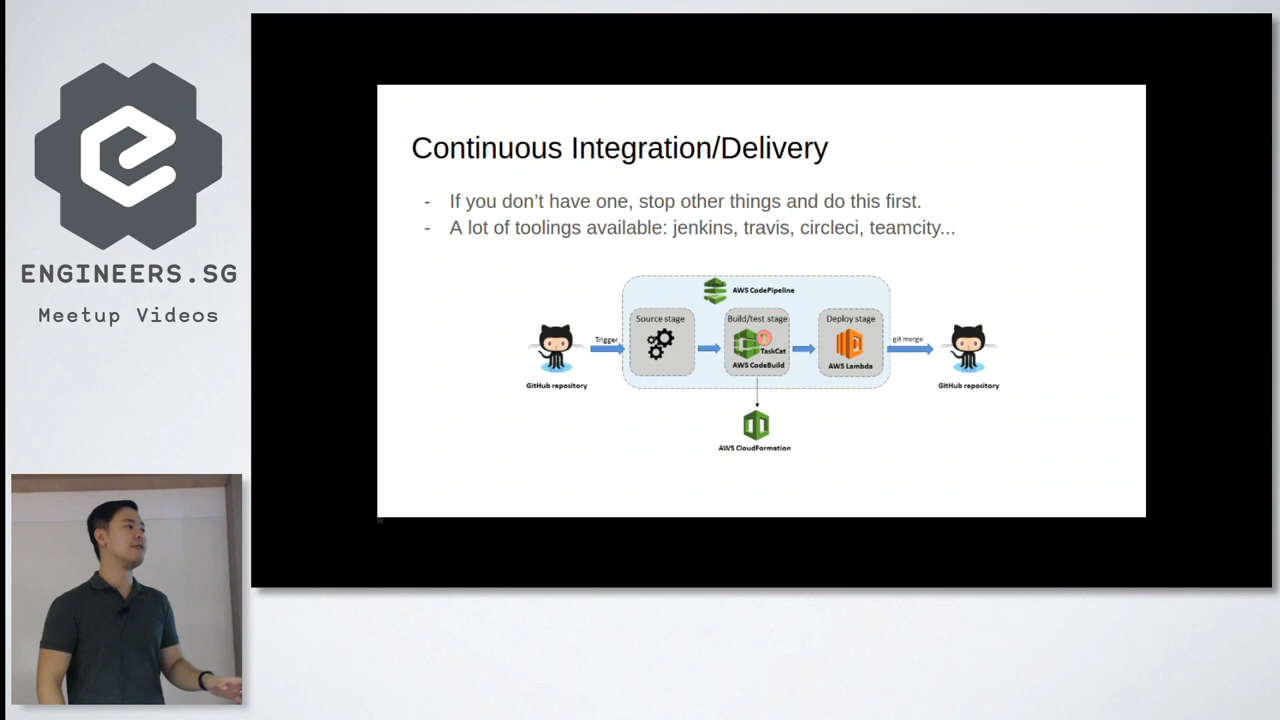 ENGINEERS.SG
Meetup Videos
Continuous Integration/Delivery
- If you don't have one, stop other things and do this first.
- A lot of toolings available: jenkins, travis, circleci, teamcity...
AWS CodePipeline
Source stage
Build/test stage
Deploy stage
Trigger
git merge
TaskCat
AWS CodeBuild
AWS Lambda
GitHub repository
GitHub repository
AWS CloudFormation